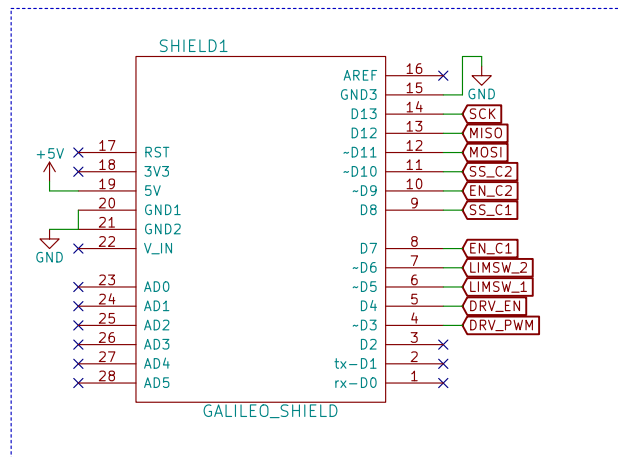 SHIELD1
AREF 16
GND3 15 GND
D13 14 SCK
D12 13 MISO
+5V 17 RST ~D11 12 MOSI
18 3V3 ~D10 11 SS_C2
19 5V ~D9 10 EN_C2
20 GND1 D8 9 SS_C1
21 GND2
GND 22 V_IN D7 8 EN_C1
~D6 7 LIMSW_2
23 AD0 ~D5 6 LIMSW_1
24 AD1 D4 5 DRV_EN
25 AD2 ~D3 4 DRV_PWM
26 AD3 D2 3
27 AD4 tx-D1 2
28 AD5 rx-D0 1
GALILEO_SHIELD